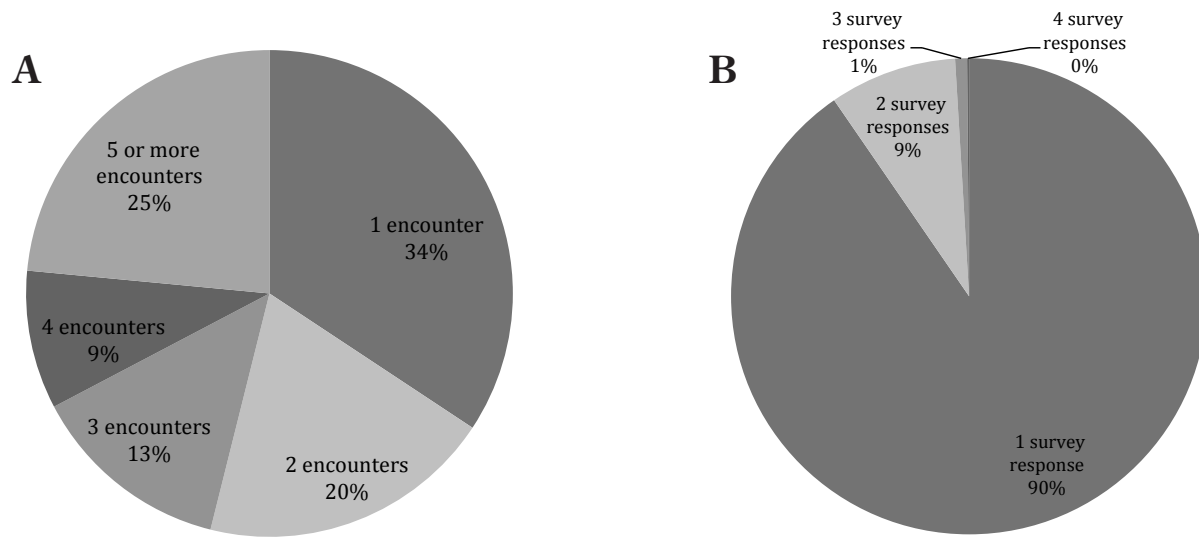 A
5 or more
encounters
25%
1 encounter
34%
4 encounters
9%
3 encounters
13%
2 encounters
20%
B
3 survey
responses
1%
4 survey
responses
0%
2 survey
responses
9%
1 survey
response
90%